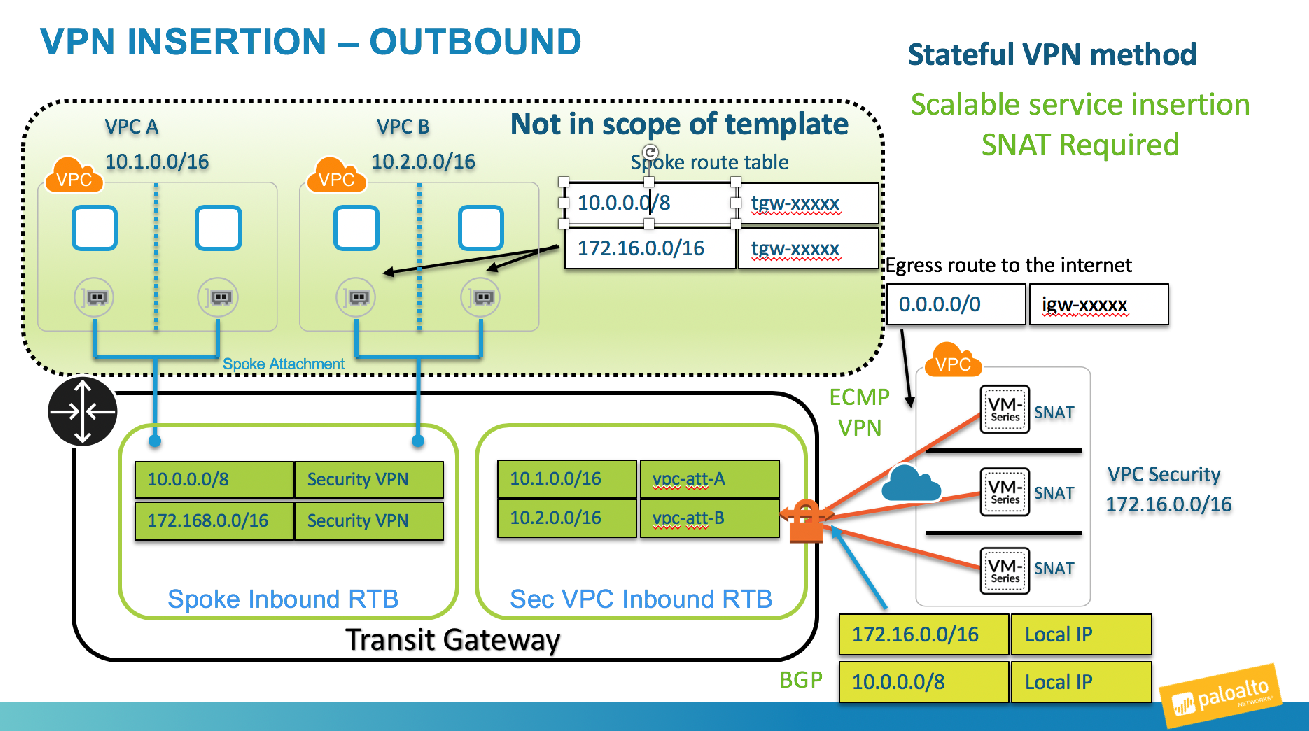 VPN INSERTION – OUTBOUND
Stateful VPN method
Scalable service insertion
SNAT Required
Not in scope of template
VPC A
10.1.0.0/16
VPC
VPC B
10.2.0.0/16
VPC
Spoke route table
10.0.0.0/8 tgw-xxxxx
172.16.0.0/16 tgw-xxxxx
Spoke Attachment
Egress route to the internet
0.0.0.0/0 igw-xxxxx
VPC
ECMP
VPN
VM-
Series
SNAT
VM-
Series
SNAT
VM-
Series
SNAT
VPC Security
172.16.0.0/16
10.0.0.0/8 Security VPN
172.168.0.0/16 Security VPN
Spoke Inbound RTB
10.1.0.0/16 vpc-att-A
10.2.0.0/16 vpc-att-B
Sec VPC Inbound RTB
Transit Gateway
BGP
172.16.0.0/16 Local IP
10.0.0.0/8 Local IP
paloalto
NETWORKS